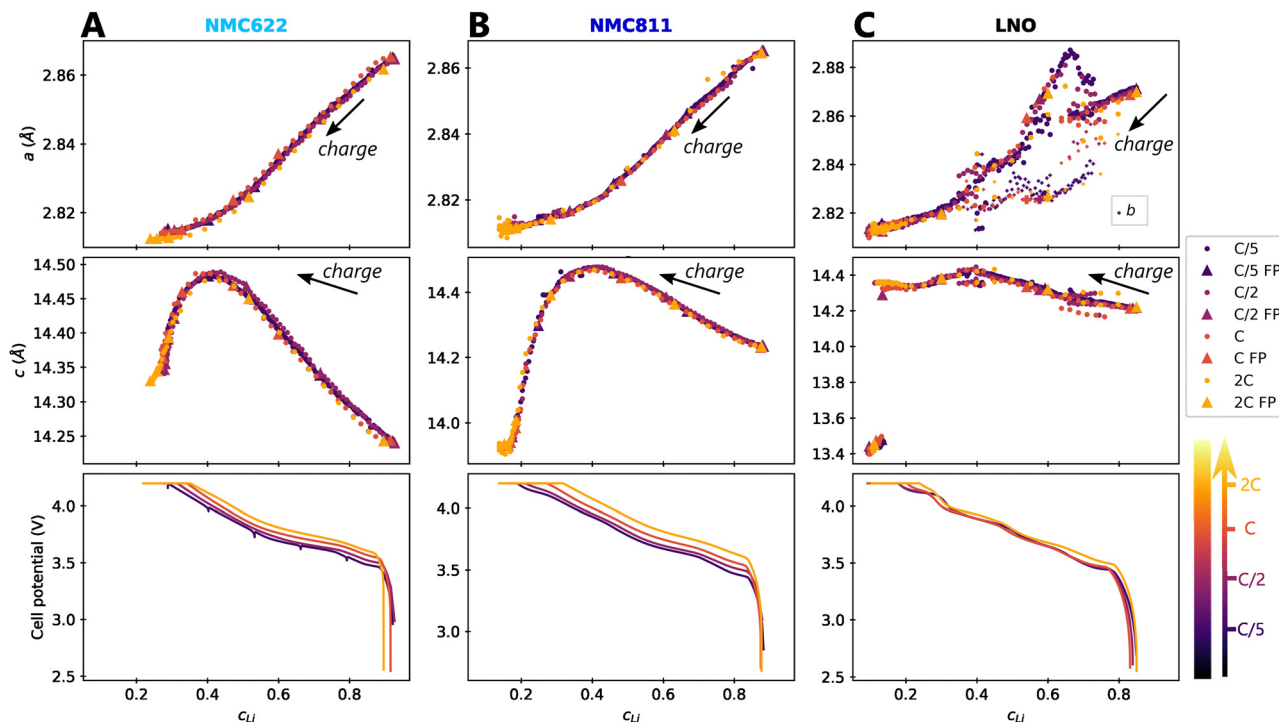 A NMC622
B NMC811
C LNO
2.86
2.84
2.82
a (Å)
charge
2.86
2.84
2.82
charge
2.88
2.86
2.84
2.82
charge
b
14.50
14.45
14.40
14.35
14.30
14.25
c (Å)
charge
14.4
14.2
14.0
charge
14.4
14.2
14.0
13.8
13.6
13.4
charge
C/5
C/5 FP
C/2
C/2 FP
C
C FP
2C
2C FP
4.0
3.5
3.0
2.5
Cell potential (V)
0.2 0.4 0.6 0.8
cLi
4.0
3.5
3.0
0.2 0.4 0.6 0.8
cLi
4.0
3.5
3.0
2.5
0.2 0.4 0.6 0.8
cLi
2C
C
C/2
C/5